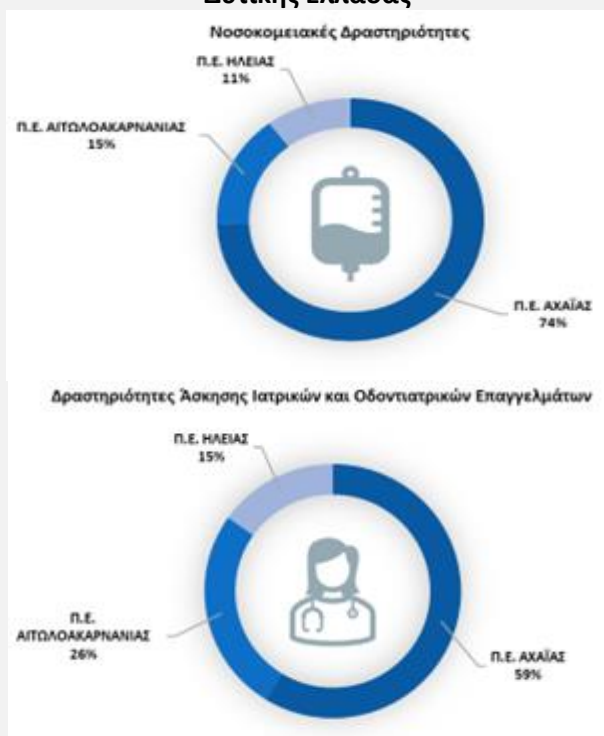 Δυτικής Ελλάδας
Νοσοκομειακές Δραστηριότητες
Π.Ε. ΗΛΕΙΑΣ
11%
Π.Ε. ΑΙΤΩΛΟΑΚΑΡΝΑΝΙΑΣ
15%
Π.Ε. ΑΧΑΪΑΣ
74%
Δραστηριότητες Άσκησης Ιατρικών και Οδοντιατρικών Επαγγελμάτων
Π.Ε. ΗΛΕΙΑΣ
15%
Π.Ε.
ΑΙΤΩΛΟΑΚΑΡΝΑΝΙΑΣ
26%
Π.Ε. ΑΧΑΪΑΣ
59%